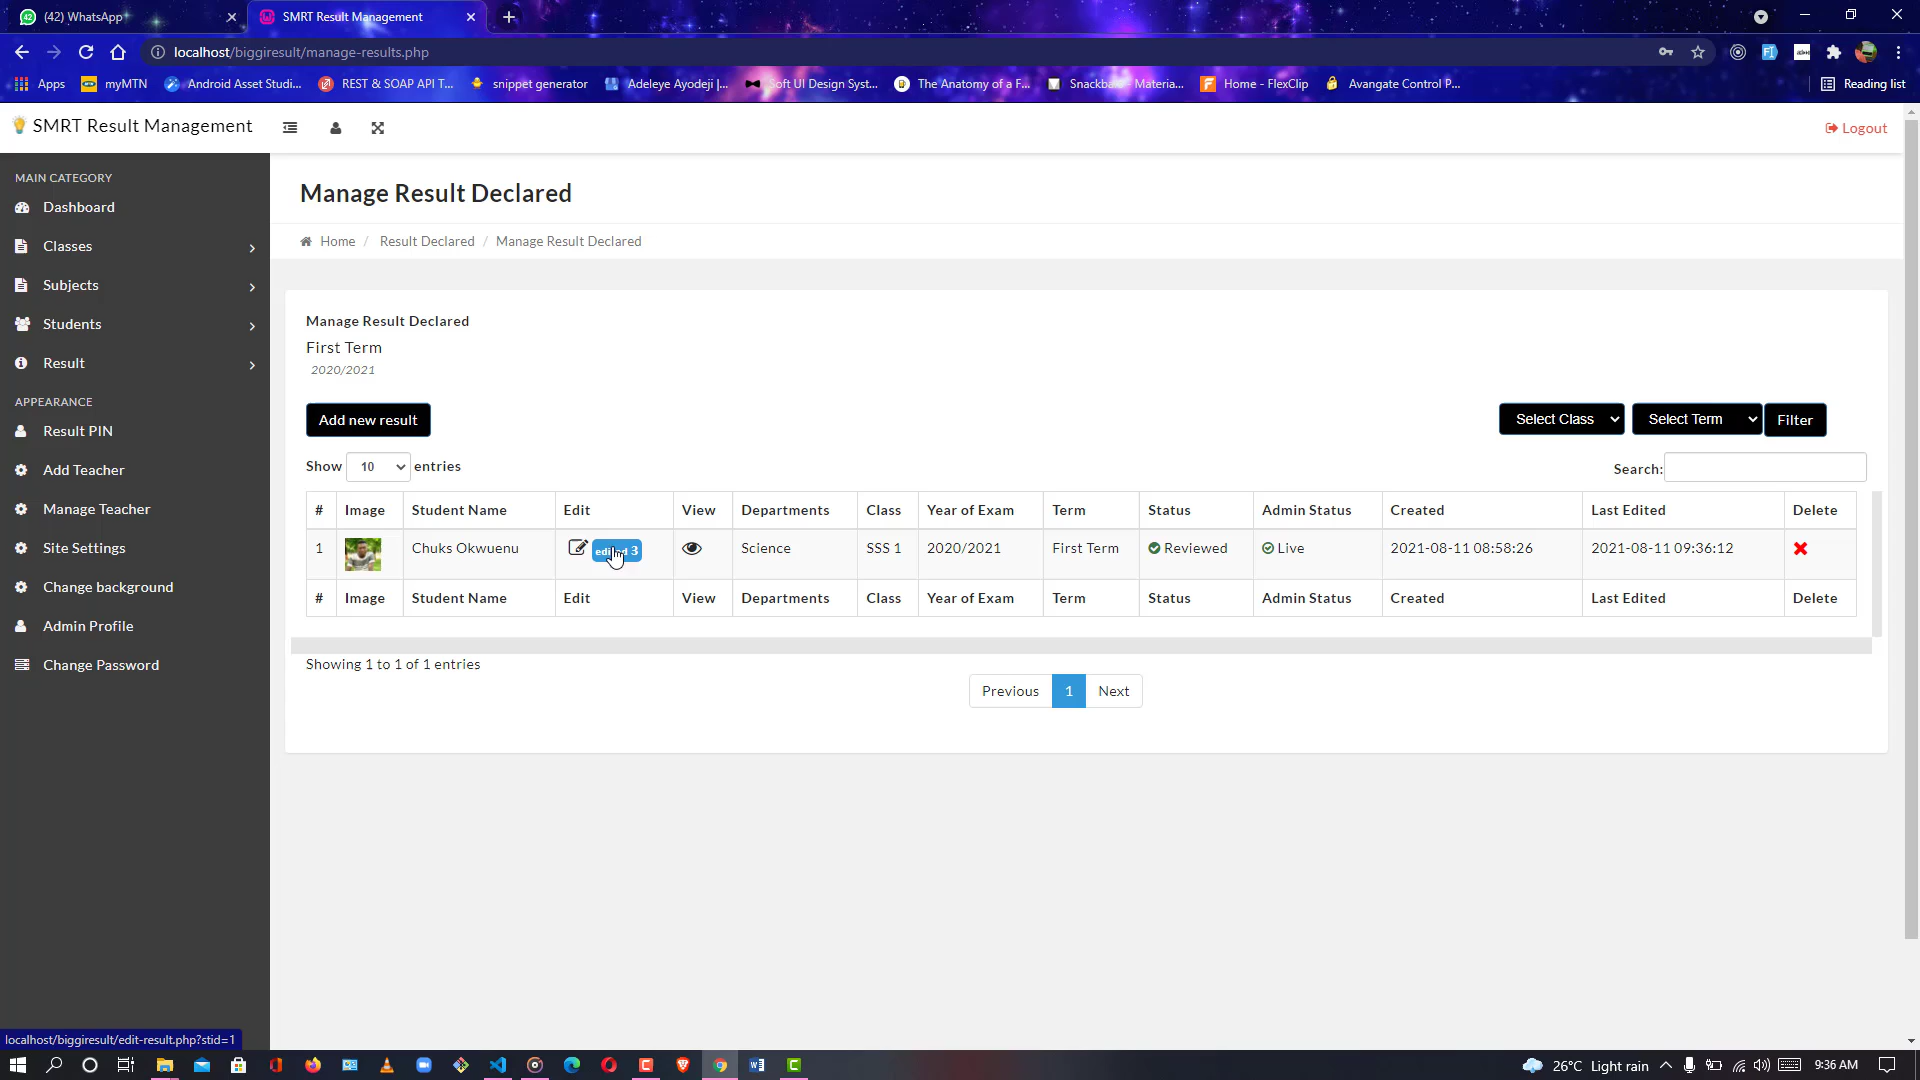 (42) WhatsApp
SMRT Result Management
localhost/biggiresult/manage-results.php
Apps
myMTN
Android Asset Studi...
REST & SOAP API T...
snippet generator
Adeleye Ayodeji |...
Soft UI Design Syst...
The Anatomy of a F...
Snackbars - Materia...
Home - FlexClip
Avangate Control P...
Reading list
SMRT Result Management
Logout
MAIN CATEGORY
Dashboard
Classes
Subjects
Students
Result
APPEARANCE
Result PIN
Add Teacher
Manage Teacher
Site Settings
Change background
Admin Profile
Change Password
Manage Result Declared
Home / Result Declared / Manage Result Declared
Manage Result Declared
First Term
2020/2021
Add new result
Select Class
Select Term
Filter
Show 10 entries
Search:
# Image Student Name Edit View Departments Class Year of Exam Term Status Admin Status Created Last Edited Delete
1 Chuks Okwuenu 3 Science SSS 1 2020/2021 First Term Reviewed Live 2021-08-11 08:58:26 2021-08-11 09:36:12
# Image Student Name Edit View Departments Class Year of Exam Term Status Admin Status Created Last Edited Delete
Showing 1 to 1 of 1 entries
Previous 1 Next
localhost/biggiresult/edit-result.php?stid=1
26°C Light rain
9:36 AM